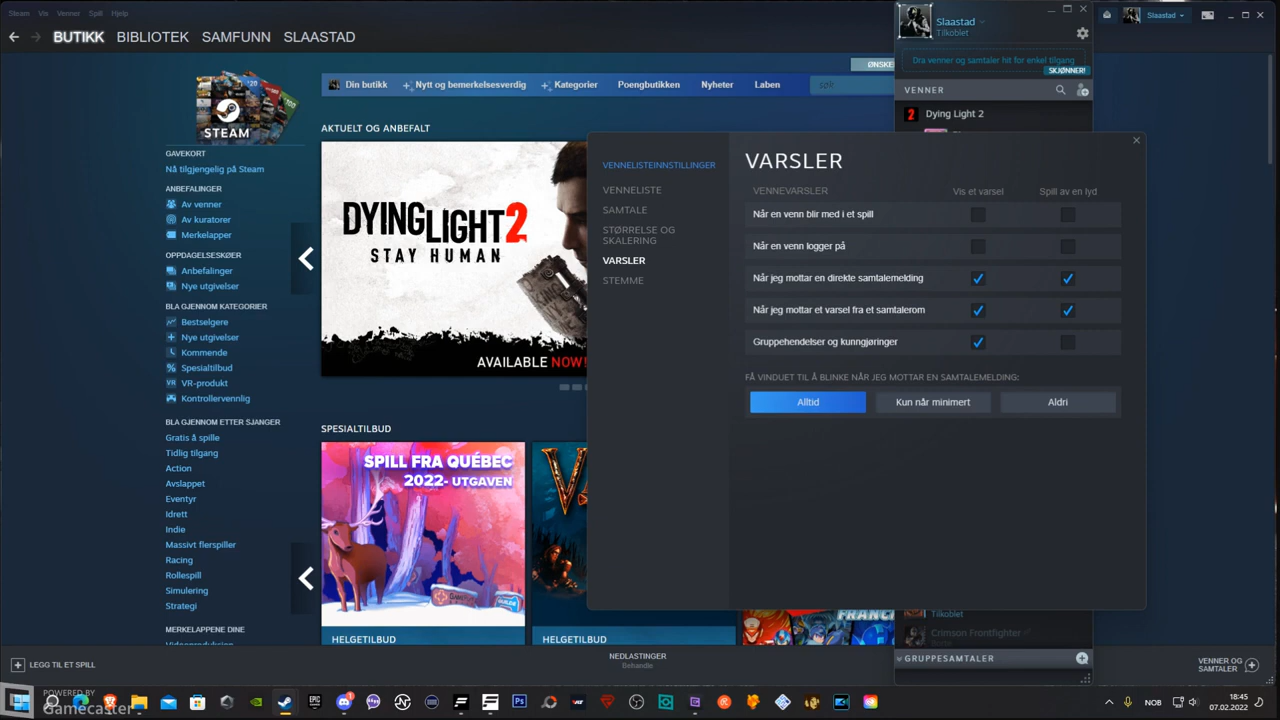 Steam Vis Venner Spill Hjelp
BUTIKK BIBLIOTEK SAMFUNN SLAASTAD
Slaastad
Tilkoblet
Slaastad
Dra venner og samtaler hit for enkel tilgang
SKJØNNER!
VENNER
Dying Light 2
ØNSKE
STEAM
Din butikk Nytt og bemerkelsesverdig Kategorier Poengbutikken Nyheter Laben søk
GAVEKORT
Nå tilgjengelig på Steam
ANBEFALINGER
Av venner
Av kuratorer
Merkelapper
OPPDAGELSESKØER
Anbefalinger
Nye utgivelser
BLA GJENNOM KATEGORIER
Bestselgere
Nye utgivelser
Kommende
Spesialtilbud
VR VR-produkt
Kontrollervennlig
BLA GJENNOM ETTER SJANGER
Gratis å spille
Tidlig tilgang
Action
Avslappet
Eventyr
Idrett
Indie
Massivt flerspiller
Racing
Rollespill
Simulering
Strategi
MERKELAPPENE DINE
Videoproduksjon
AKTUELT OG ANBEFALT
DYING LIGHT 2
STAY HUMAN
AVAILABLE NOW!
SPESIALTILBUD
SPILL FRA QUÉBEC
2022- UTGAVEN
HELGETILBUD
HELGETILBUD
VENNELISTEINNSTILLINGER
VENNELISTE
SAMTALE
STØRRELSE OG
SKALERING
VARSLER
STEMME
VARSLER
VENNEVARSLER Vis et varsel Spill av en lyd
Når en venn blir med i et spill
Når en venn logger på
Når jeg mottar en direkte samtalemelding
Når jeg mottar et varsel fra et samtalerom
Gruppehendelser og kunngjøringer
FÅ VINDUET TIL Å BLINKE NÅR JEG MOTTAR EN SAMTALEMELDING:
Alltid Kun når minimert Aldri
Tilkoblet
Crimson Frontfighter
GRUPPESAMTALER
LEGG TIL ET SPILL
NEDLASTINGER
Behandle
VENNER OG
SAMTALER
POWERED BY
Gamecaster
NOB
18:45
07.02.2022